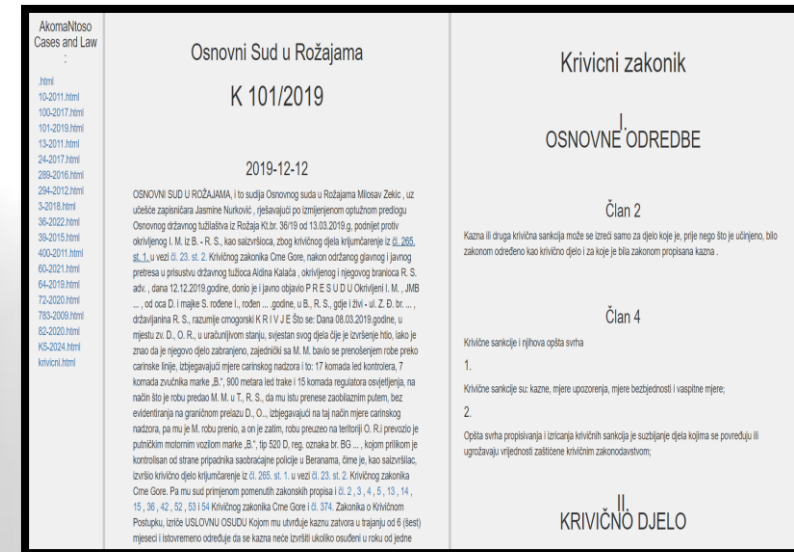 AkomaNtoso
Cases and Law
:
.html
10-2011.html
100-2017.html
101-2019.html
13-2011.html
24-2017.html
289-2016.html
294-2012.html
3-2018.html
36-2022.html
39-2015.html
400-2011.html
60-2021.html
64-2019.html
72-2020.html
783-2009.html
82-2020.html
K5-2024.html
krivicni.html
Osnovni Sud u Rožajama
K 101/2019
2019-12-12
OSNOVNI SUD U ROŽAJAMA, i to sudija Osnovnog suda u Rožajama Milosav Zekic , uz
učešće zapisničara Jasmine Nurković , rješavajući po izmijenjenom optužnom predlogu
Osnovnog državnog tužilaštva iz Rožaja Kt.br. 36/19 od 13.03.2019.g, podnijet protiv
okrivljenog I. M. iz B. - R. S., kao saizvršioca, zbog krivičnog djela krijumčarenje iz čl. 265.
st. 1. u vezi čl. 23. st. 2. Krivičnog zakonika Crne Gore, nakon održanog glavnog i javnog
pretresa u prisustvu državnog tužioca Aldina Kalača , okrivljenog i njegovog branioca R. S.
adv. , dana 12.12.2019.godine, donio je i javno objavio P R E S U D U Okrivljeni I. M. , JMB
... , od oca D. i majke S. rođene I., rođen .... .godine, u B., R. S., gdje i živi - ul. Z. Đ. br. ... ,
državljanina R. S., razumije crnogorski K R I V J E Što se: Dana 08.03.2019.godine, u
mjestu zv. D., O. R., u uračunljivom stanju, svjestan svog djela čije je izvršenje htio, iako je
znao da je njegovo djelo zabranjeno, zajednički sa M. M. bavio se prenošenjem robe preko
carinske linije, izbjegavajući mjere carinskog nadzora i to: 17 komada led kontrolera, 7
komada zvučnika marke „B.“, 900 metara led trake i 15 komada regulatora osvjetljenja, na
način što je robu predao M. M. u T., R. S., da mu istu prenese zaobilaznim putem, bez
evidentiranja na graničnom prelazu D., O.., izbjegavajući na taj način mjere carinskog
nadzora, pa mu je M. robu prenio, a on je zatim, robu preuzeo na teritoriji O. R.i prevozio je
putničkim motornim vozilom marke „B.“, tip 520 D, reg. oznaka br. BG ... , kojom prilikom je
kontrolisan od strane pripadnika saobraćajne policije u Beranama, čime je, kao saizvršilac,
izvršio krivično djelo krijumčarenje iz čl. 265. st. 1. u vezi čl. 23. st. 2. Krivičnog zakonika
Crne Gore. Pa mu sud primjenom pomenutih zakonskih propisa i čl. 2 , 3 , 4 , 5 , 13 , 14 ,
15 , 36 , 42 , 52 , 53 i 54 Krivičnog zakonika Crne Gore i čl. 374. Zakonika o Krivičnom
Postupku, izriče USLOVNU OSUDU Kojom mu utvrđuje kaznu zatvora u trajanju od 6 (šest)
mjeseci i istovremeno određuje da se kazna neće izvršiti ukoliko osuđeni u roku od jedne
Krivicni zakonik
I.
OSNOVNE ODREDBE
Član 2
Kazna ili druga krivična sankcija može se izreći samo za djelo koje je, prije nego što je učinjeno, bilo
zakonom određeno kao krivično djelo i za koje je bila zakonom propisana kazna .
Član 4
Krivične sankcije i njihova opšta svrha
1.
Krivične sankcije su: kazne, mjere upozorenja, mjere bezbjednosti i vaspitne mjere;
2.
Opšta svrha propisivanja i izricanja krivičnih sankcija je suzbijanje djela kojima se povređuju ili
ugrožavaju vrijednosti zaštićene krivičnim zakonodavstvom;
II.
KRIVIČNO DJELO